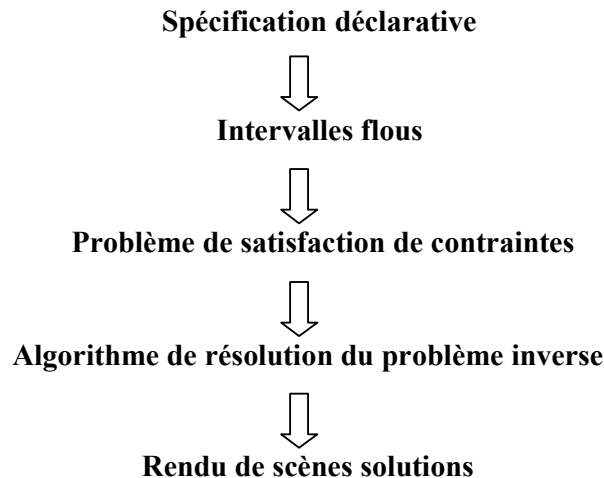 Spécification déclarative
Intervalles flous
Problème de satisfaction de contraintes
Algorithme de résolution du problème inverse
Rendu de scènes solutions